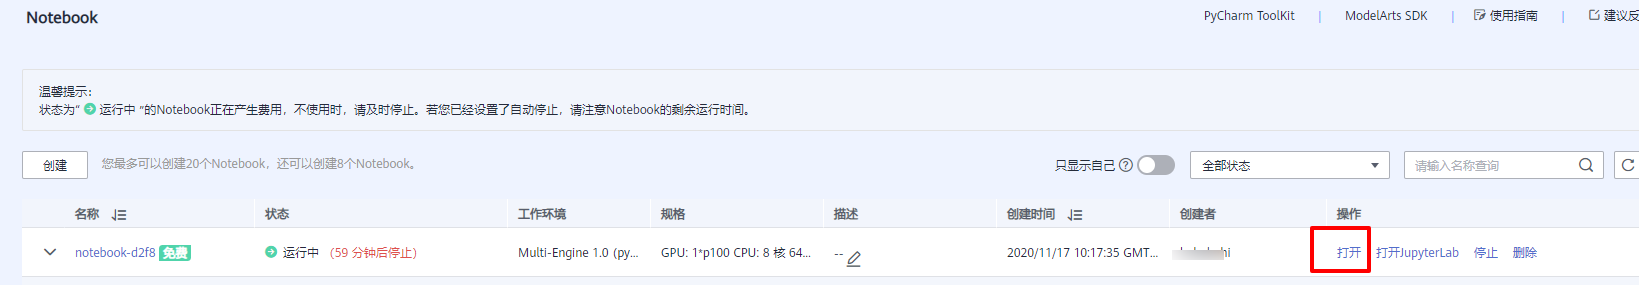 Notebook
PyCharm ToolKit | ModelArts SDK | 使用指南 | 建议反
温馨提示：
状态为“ 运行中 ”的Notebook正在产生费用，不使用时，请及时停止。若您已经设置了自动停止，请注意Notebook的剩余运行时间。
创建 您最多可以创建20个Notebook，还可以创建8个Notebook。 只显示自己 全部状态 请输入名称查询
名称 状态 工作环境 规格 描述 创建时间 创建者 操作
notebook-d2f8 免费 运行中 (59 分钟后停止) Multi-Engine 1.0 (py... GPU: 1*p100 CPU: 8 核 64... -- 2020/11/17 10:17:35 GMT... 打开 打开JupyterLab 停止 删除